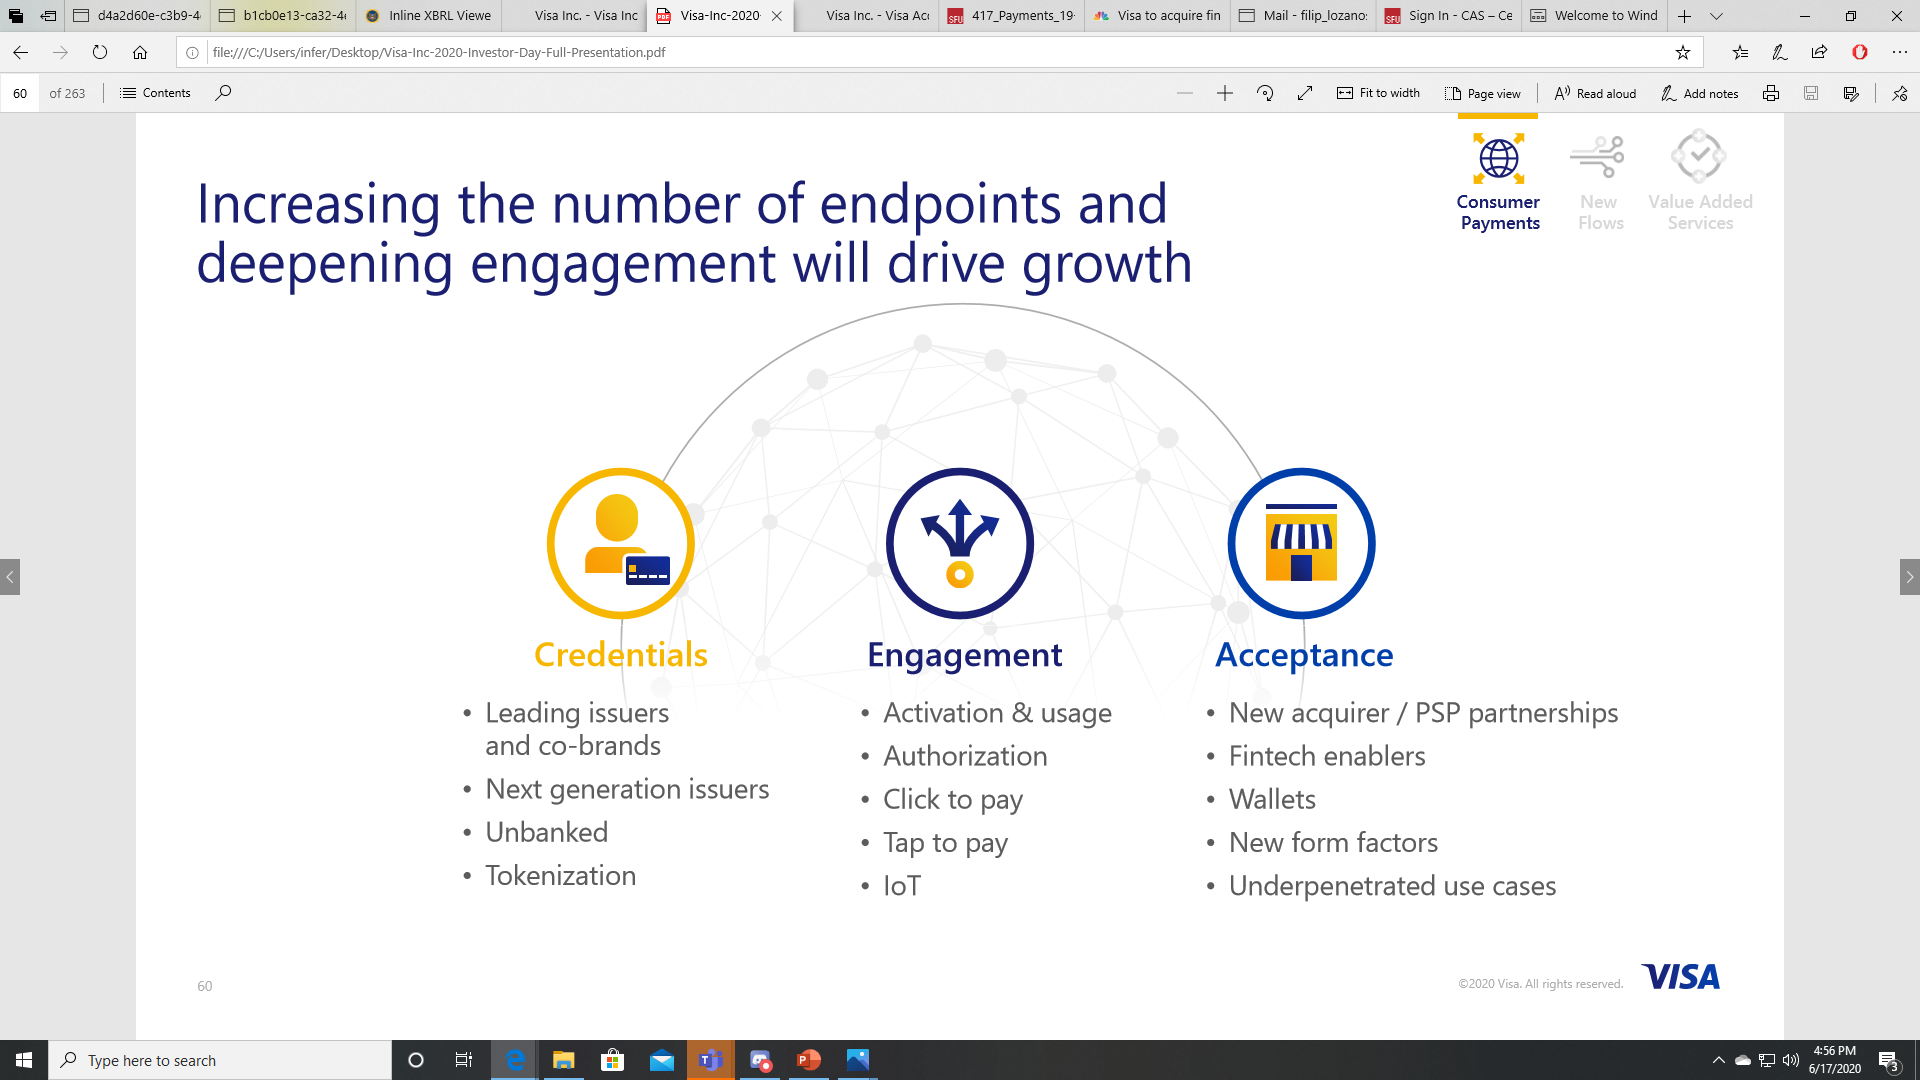 d4a2d60e-c3b9-4
b1cb0e13-ca32-4
Inline XBRL Viewe
Visa Inc. - Visa Inc
Visa-Inc-2020-
Visa Inc. - Visa Acc
417_Payments_19-
Visa to acquire fin
Mail - filip_lozano
Sign In - CAS – Ce
Welcome to Wind
file:///C:/Users/infer/Desktop/Visa-Inc-2020-Investor-Day-Full-Presentation.pdf
60 of 263
Contents
Fit to width
Page view
Read aloud
Add notes
Consumer
Payments
New
Flows
Value Added
Services
Increasing the number of endpoints and
deepening engagement will drive growth
Credentials
• Leading issuers
and co-brands
• Next generation issuers
• Unbanked
• Tokenization
Engagement
• Activation & usage
• Authorization
• Click to pay
• Tap to pay
• IoT
Acceptance
• New acquirer / PSP partnerships
• Fintech enablers
• Wallets
• New form factors
• Underpenetrated use cases
60
©2020 Visa. All rights reserved.
VISA
Type here to search
4:56 PM
6/17/2020
3